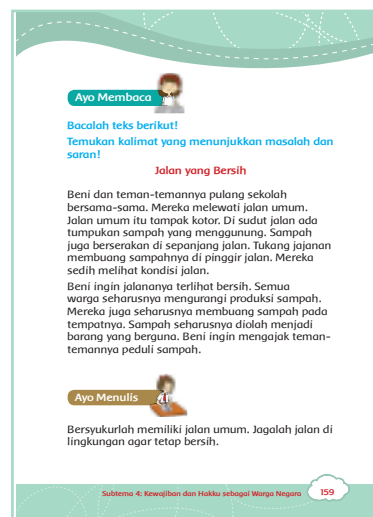 Ayo Membaca
Bacalah teks berikut!
Temukan kalimat yang menunjukkan masalah dan
saran!
Jalan yang Bersih
Beni dan teman-temannya pulang sekolah
bersama-sama. Mereka melewati jalan umum.
Jalan umum itu tampak kotor. Di sudut jalan ada
tumpukan sampah yang menggunung. Sampah
juga berserakan di sepanjang jalan. Tukang jajanan
membuang sampahnya di pinggir jalan. Mereka
sedih melihat kondisi jalan.
Beni ingin jalananya terlihat bersih. Semua
warga seharusnya mengurangi produksi sampah.
Mereka juga seharusnya membuang sampah pada
tempatnya. Sampah seharusnya diolah menjadi
barang yang berguna. Beni ingin mengajak teman-
temannya peduli sampah.
Ayo Menulis
Bersyukurlah memiliki jalan umum. Jagalah jalan di
lingkungan agar tetap bersih.
Subtema 4: Kewajiban dan Hakku sebagai Warga Negara
159